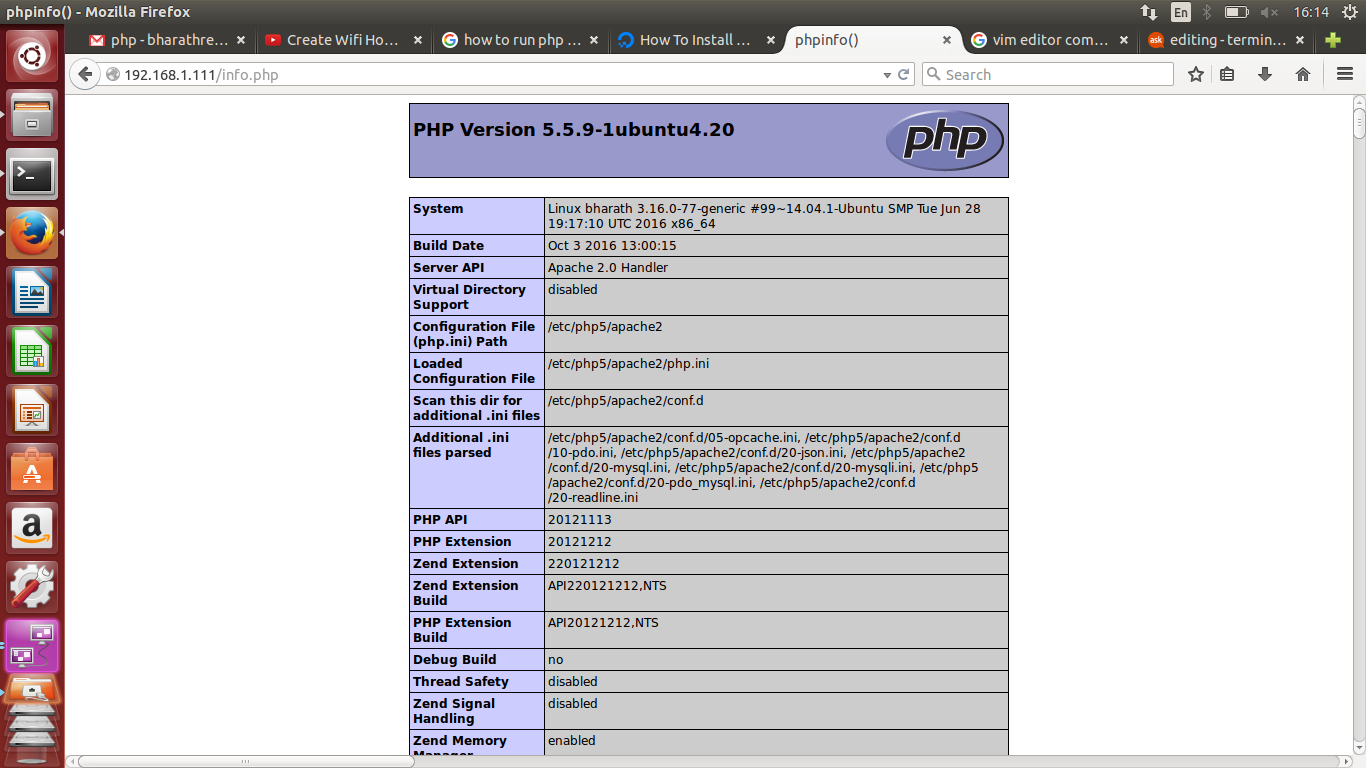 phpinfo() - Mozilla Firefox
En
16:14
php - bharathre...
Create Wifi Ho...
how to run php ...
How To Install ...
phpinfo()
vim editor com...
ask
editing - termin...
192.168.1.111/info.php
Search
PHP Version 5.5.9-1ubuntu4.20
php
System
Linux bharath 3.16.0-77-generic #99~14.04.1-Ubuntu SMP Tue Jun 28
19:17:10 UTC 2016 x86_64
Build Date
Oct 3 2016 13:00:15
Server API
Apache 2.0 Handler
Virtual Directory
Support
disabled
Configuration File
(php.ini) Path
/etc/php5/apache2
Loaded
Configuration File
/etc/php5/apache2/php.ini
Scan this dir for
additional .ini files
/etc/php5/apache2/conf.d
Additional .ini
files parsed
/etc/php5/apache2/conf.d/05-opcache.ini, /etc/php5/apache2/conf.d
/10-pdo.ini, /etc/php5/apache2/conf.d/20-json.ini, /etc/php5/apache2
/conf.d/20-mysql.ini, /etc/php5/apache2/conf.d/20-mysqli.ini, /etc/php5
/apache2/conf.d/20-pdo_mysql.ini, /etc/php5/apache2/conf.d
/20-readline.ini
PHP API
20121113
PHP Extension
20121212
Zend Extension
220121212
Zend Extension
Build
API220121212,NTS
PHP Extension
Build
API20121212,NTS
Debug Build
no
Thread Safety
disabled
Zend Signal
Handling
disabled
Zend Memory
Manager
enabled